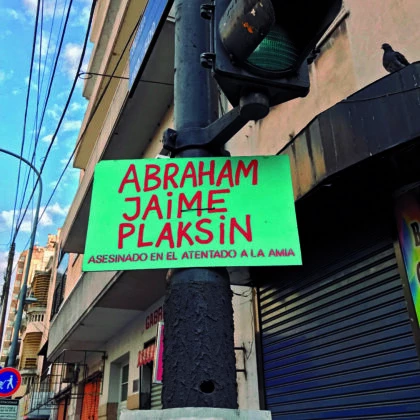 ABRAHAM
JAiME
PLAKSiN
ASESINADO EN EL ATENTADO A LA AMIA